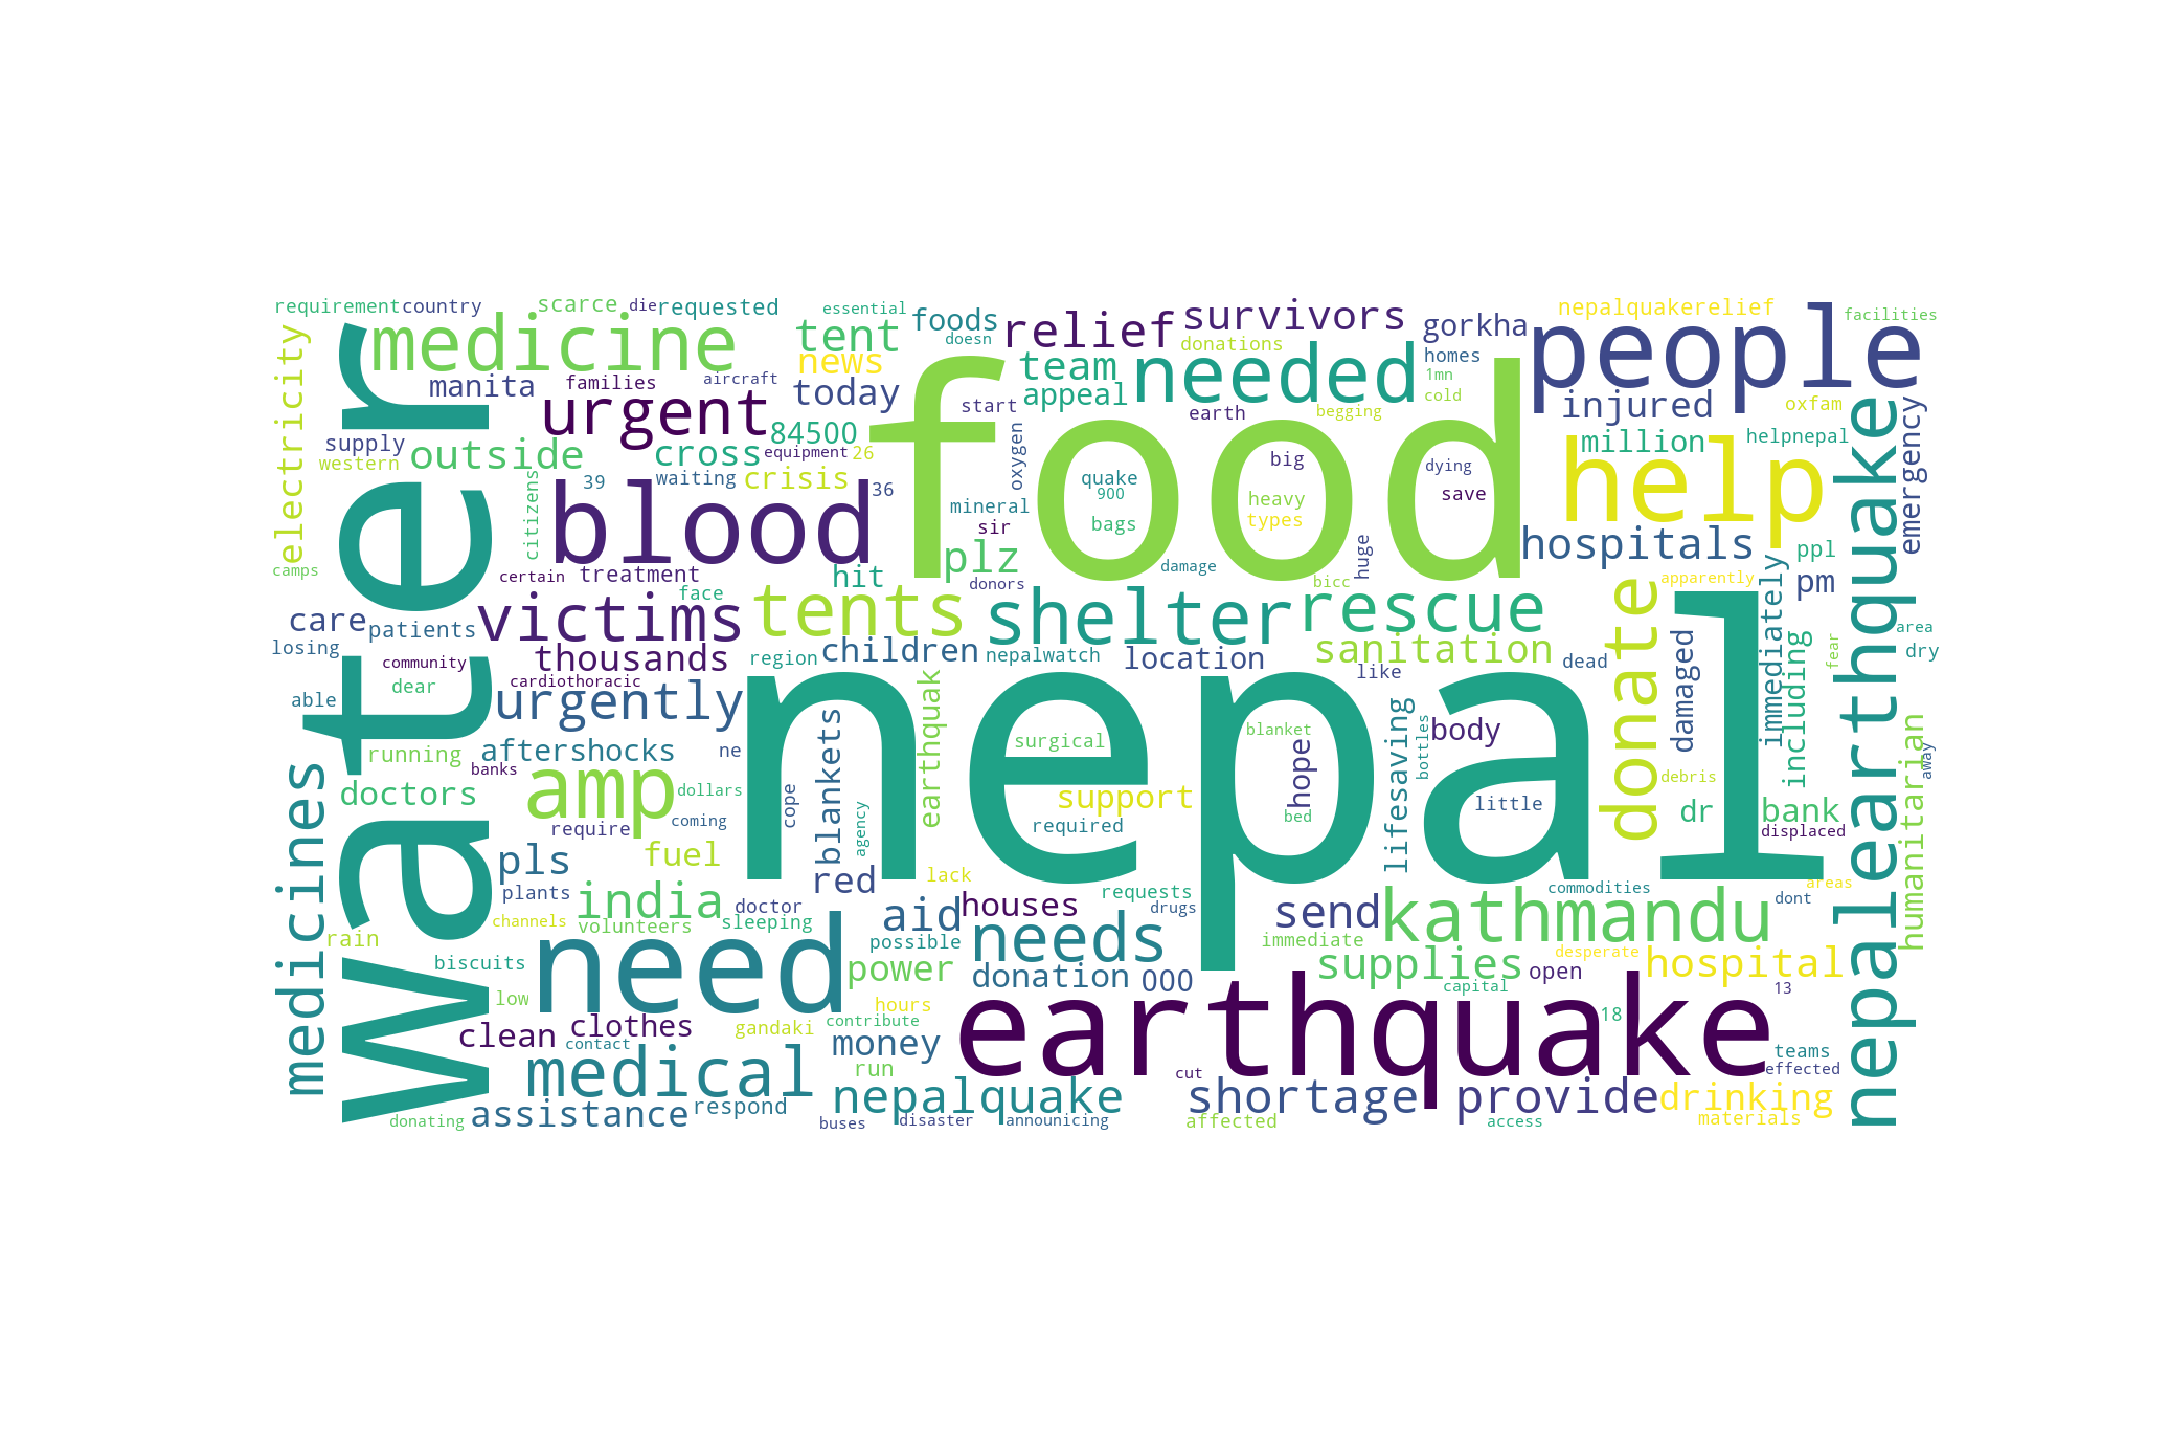 requirement
country
scarce
die
requested
essential
foods
doesn
relief
survivors
donations
nepalquakerelief
facilities
medicine
tent
news
today
team
appeal
needed
gorkha
homes
1mn
cold
people
injured
oxfam
electricity
manita
families
aircraft
urgent
supply
western
outside
84500
cross
equipment
26
crisis
waiting
39
36
citizens
start
oxygen
earth
begging
food
million
helpnepal
emergency
help
water
blood
mineral
sir
quake
900
bags
big
heavy
types
dying
save
plz
hit
donors
damage
huge
bicc
hospitals
ppl
pm
apparently
immediately
nepalearthquake
camps
certain
treatment
face
care
patients
losing
victims
tents
shelter
rescue
donate
community
thousands
region
children
nepalwatch
location
sanitation
like
dead
damaged
including
fear
area
dry
dear
able
cardiothoracic
urgently
earthquak
nepal
running
aftershocks
banks
ne
blankets
surgical
blanket
hope
lifesaving
bottles
body
debris
humanitarian
away
medicines
doctors
amp
dollars
coming
cope
agency
support
required
bed
little
dr
bank
displaced
require
pls
fuel
plants
channels
india
volunteers
doctor
sleeping
red
lack
aid
houses
requests
drugs
send
commodities
kathmandu
dont
areas
rain
biscuits
low
need
possible
power
needs
donation
000
immediate
supplies
desperate
capital
open
hospital
13
hours
clean
clothes
contact
gandaki
contribute
money
run
earthquake
18
teams
effected
medical
nepalquake
cut
shortage
provide
drinking
materials
donating
assistance
respond
buses
disaster
announicing
affected
access